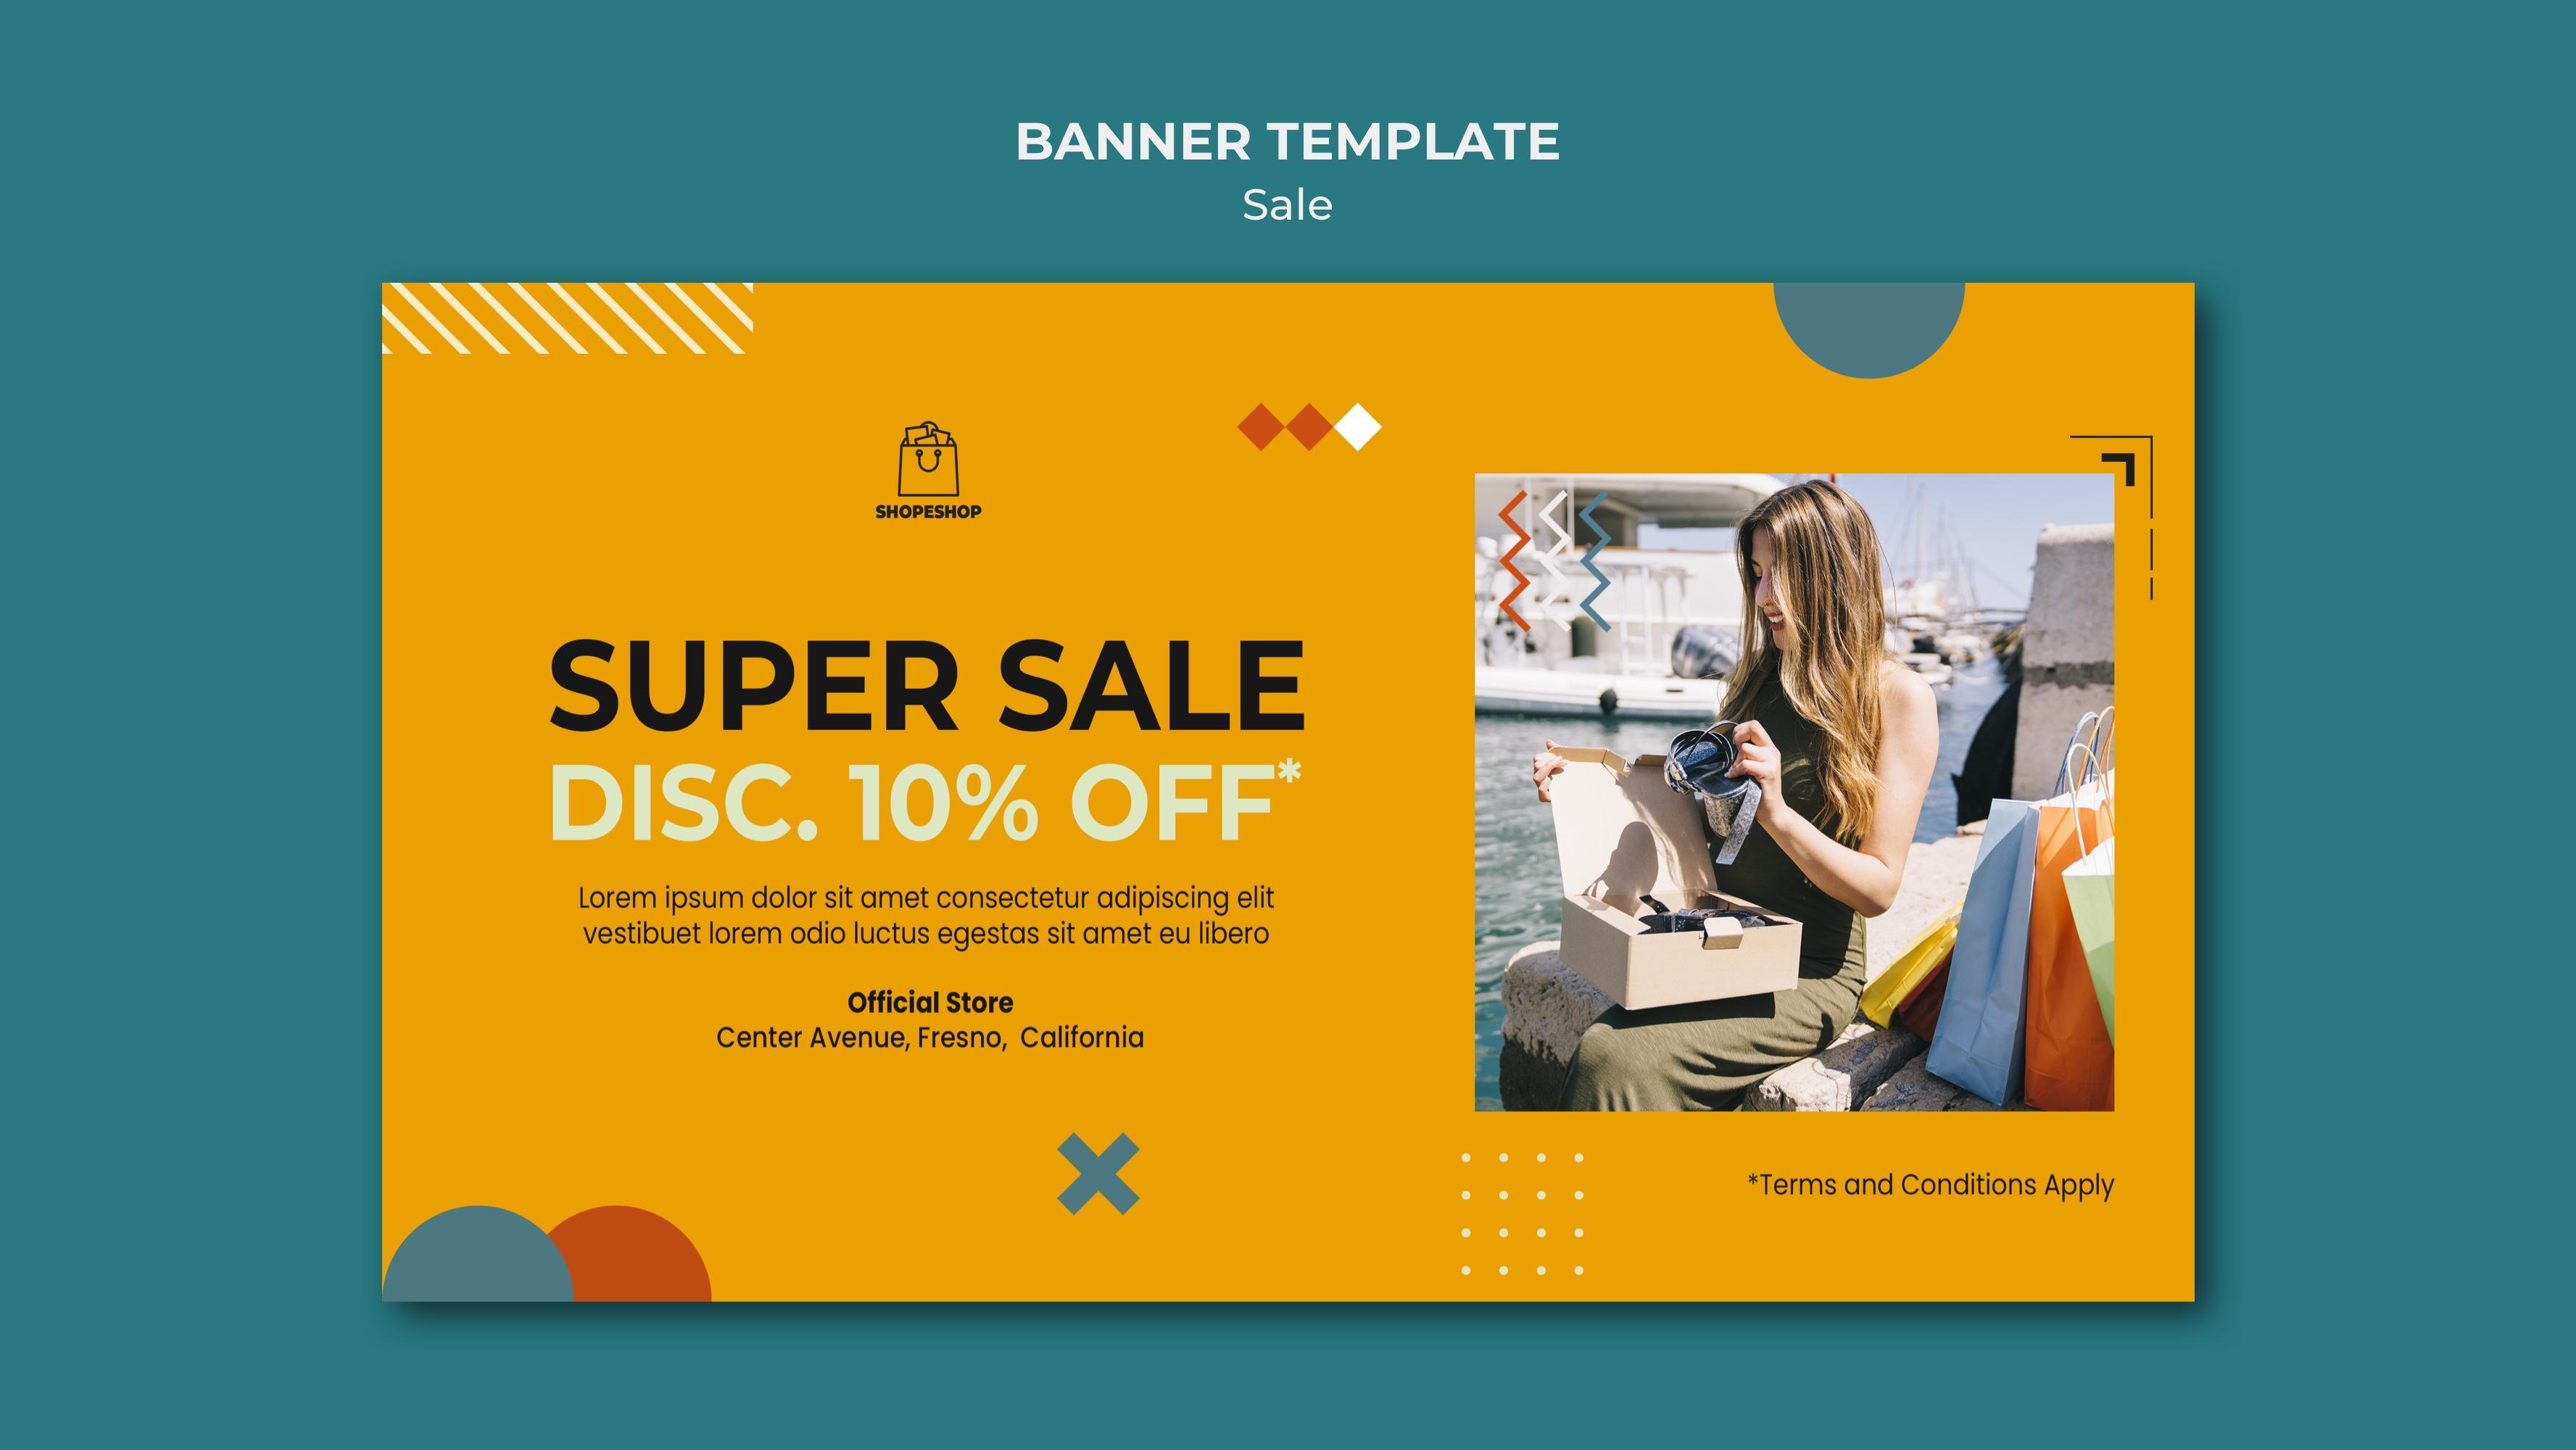 BANNER TEMPLATE
Sale
SHOPESHOP
SUPER SALE
DISC. 10% OFF*
Lorem ipsum dolor sit amet consectetur adipiscing elit
vestibuet lorem odio luctus egestas sit amet eu libero
Official Store
Center Avenue, Fresno,  California
*Terms and Conditions Apply